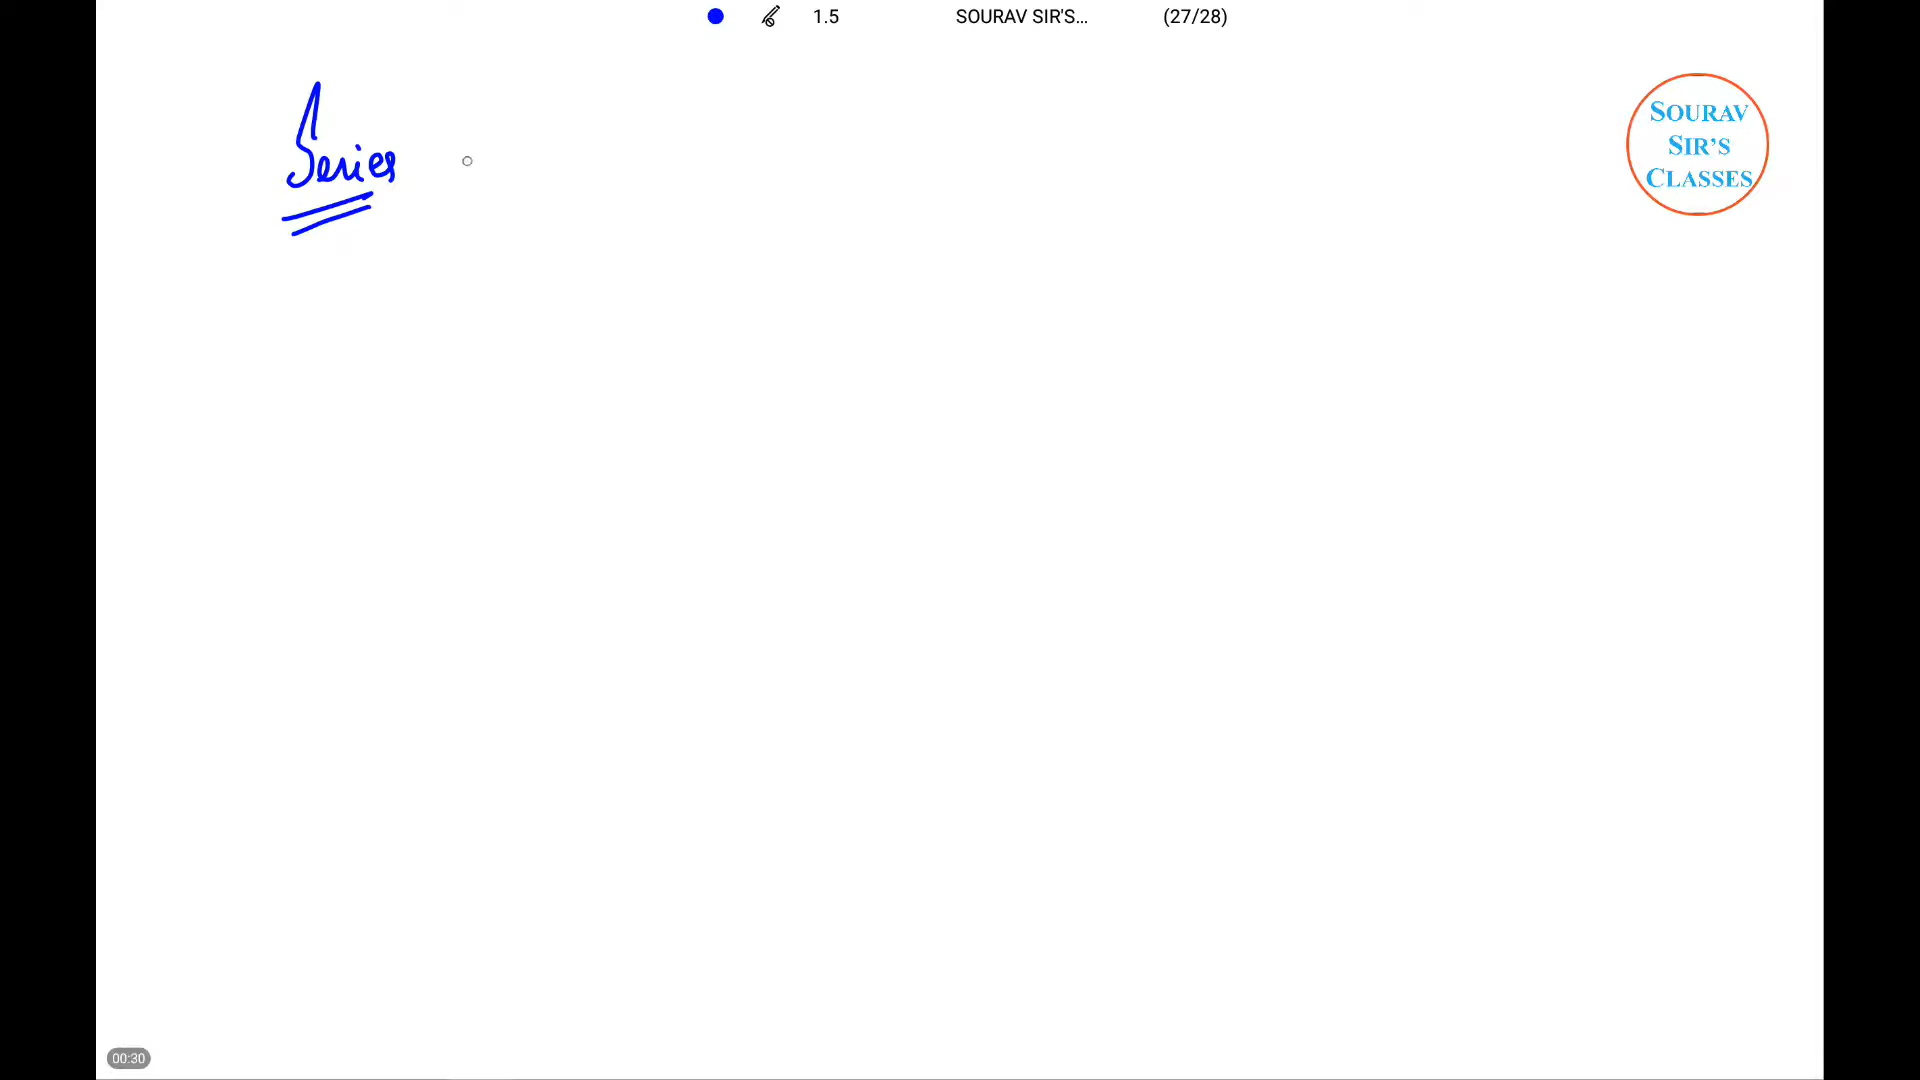 1.5 SOURAV SIR'S... (27/28)
Series
SOURAV
SIR'S
CLASSES
00:30